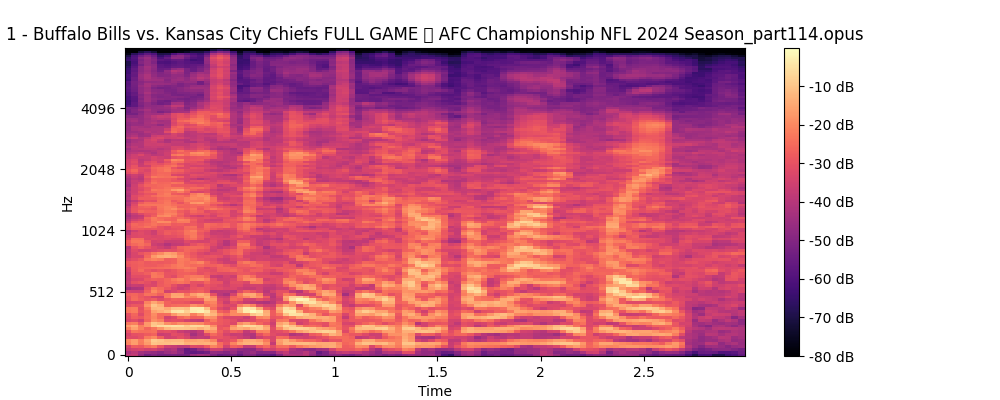 1 - Buffalo Bills vs. Kansas City Chiefs FULL GAME ▯ AFC Championship NFL 2024 Season_part114.opus
4096
2048
1024
512
0
Hz
0
0.5
1
1.5
2
2.5
Time
-10 dB
-20 dB
-30 dB
-40 dB
-50 dB
-60 dB
-70 dB
-80 dB